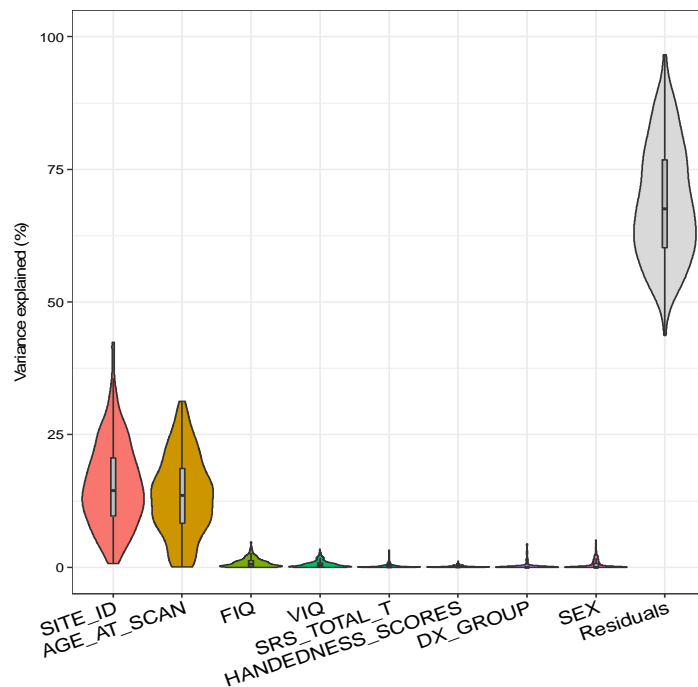 100
75
50
25
0
Variance explained (%)
SITE_ID
AGE_AT_SCAN
FIQ
VIQ
SRS_TOTAL_T
HANDEDNESS_SCORES
DX_GROUP
SEX
Residuals